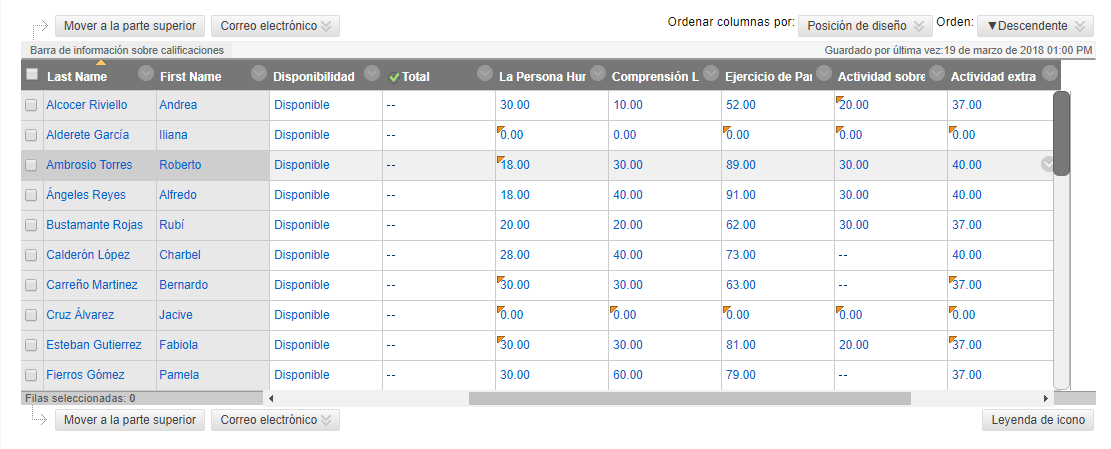 Mover a la parte superior Correo electrónico Ordenar columnas por: Posición de diseño Orden: ▼Descendente
Barra de información sobre calificaciones Guardado por última vez:19 de marzo de 2018 01:00 PM
Last Name First Name Disponibilidad Total La Persona Hur Comprensión L Ejercicio de Par Actividad sobre Actividad extra
Alcocer Riviello Andrea Disponible -- 30.00 10.00 52.00 20.00 37.00
Alderete García Iliana Disponible -- 0.00 0.00 0.00 0.00 0.00
Ambrosio Torres Roberto Disponible -- 18.00 30.00 89.00 30.00 40.00
Ángeles Reyes Alfredo Disponible -- 18.00 40.00 91.00 30.00 40.00
Bustamante Rojas Rubí Disponible -- 20.00 20.00 62.00 30.00 37.00
Calderón López Charbel Disponible -- 28.00 40.00 73.00 -- 40.00
Carreño Martinez Bernardo Disponible -- 30.00 30.00 63.00 -- 37.00
Cruz Álvarez Jacive Disponible -- 0.00 0.00 0.00 0.00 0.00
Esteban Gutierrez Fabiola Disponible -- 30.00 30.00 81.00 20.00 37.00
Fierros Gómez Pamela Disponible -- 30.00 60.00 79.00 -- 37.00
Filas seleccionadas: 0
Mover a la parte superior Correo electrónico Leyenda de icono